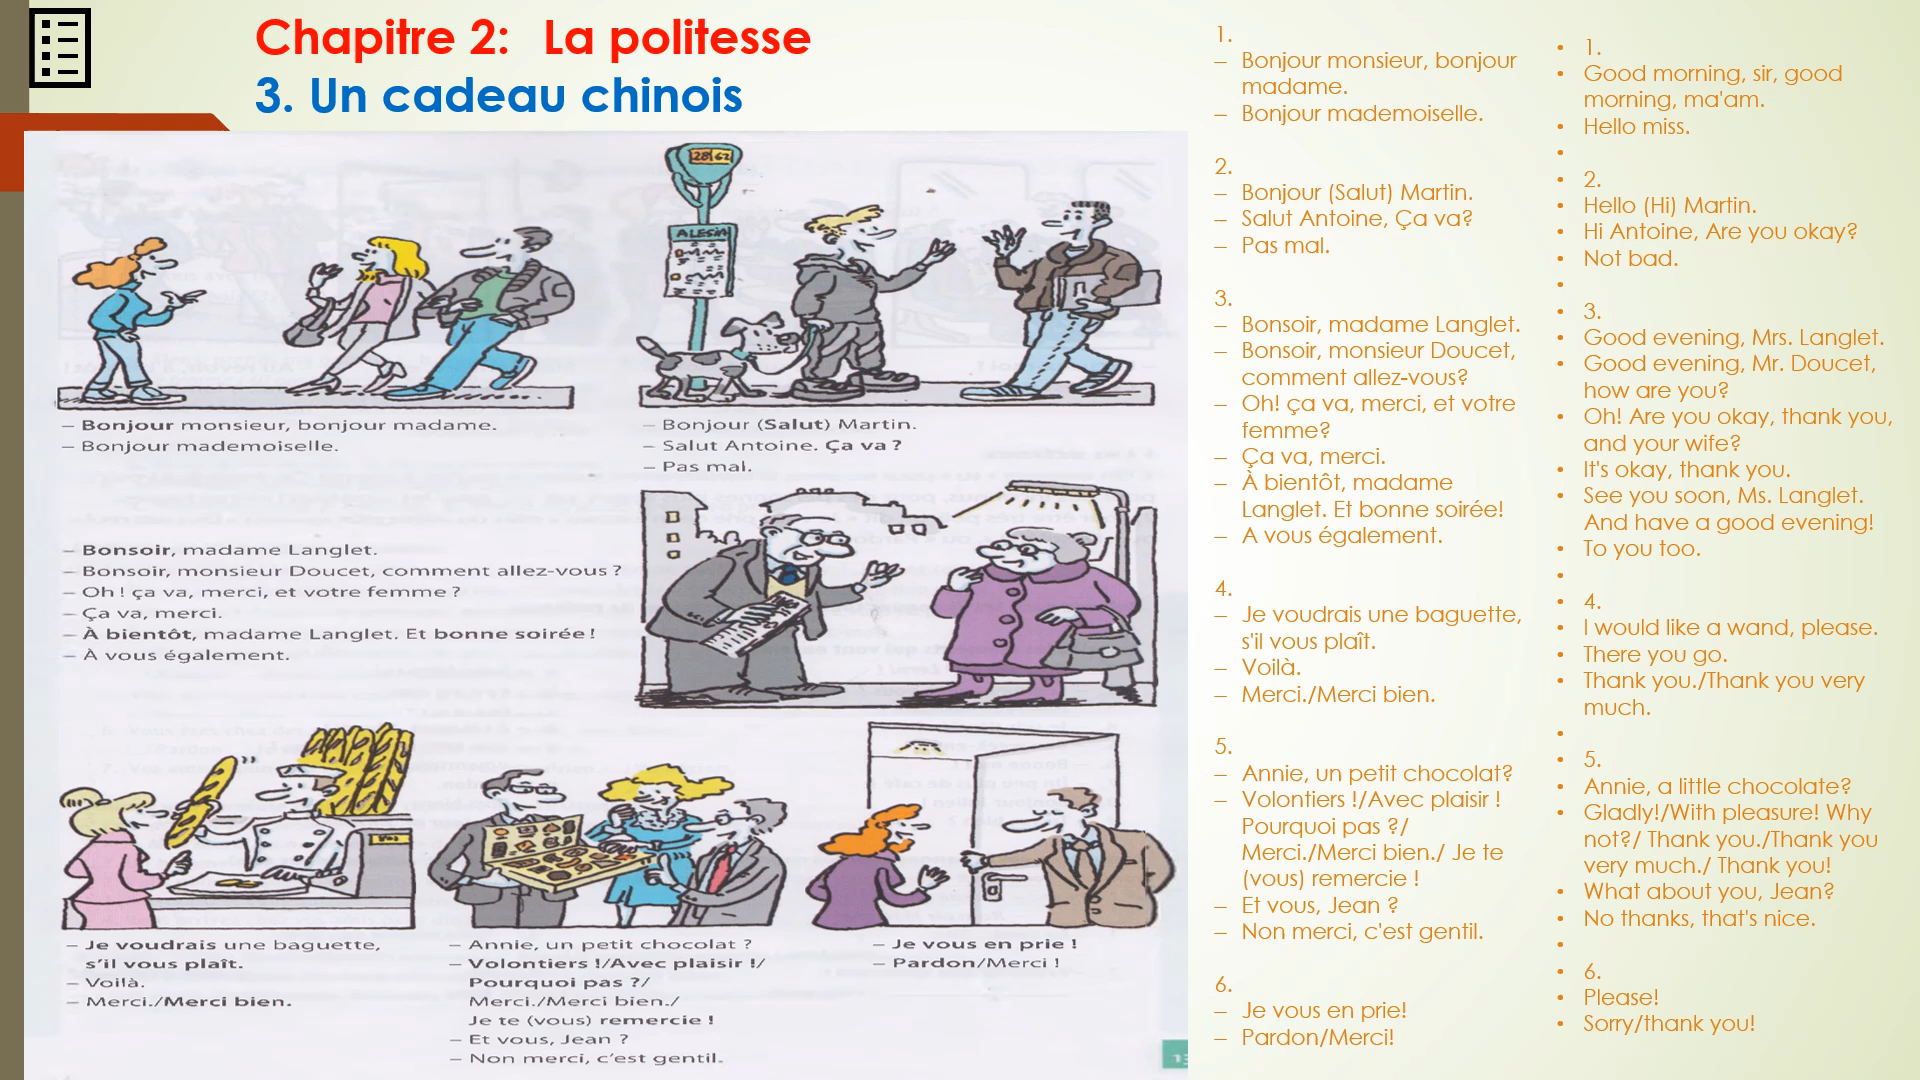 Chapitre 2: La politesse
3. Un cadeau chinois
28 62
ALESIA
– Bonjour monsieur, bonjour madame.
– Bonjour mademoiselle.
– Bonjour (Salut) Martin.
– Salut Antoine. Ça va ?
– Pas mal.
– Bonsoir, madame Langlet.
– Bonsoir, monsieur Doucet, comment allez-vous ?
– Oh ! ça va, merci, et votre femme ?
– Ça va, merci.
– À bientôt, madame Langlet. Et bonne soirée !
– À vous également.
– Je voudrais une baguette,
s'il vous plaît.
– Voilà.
– Merci./Merci bien.
– Annie, un petit chocolat ?
– Volontiers !/Avec plaisir !/
Pourquoi pas ?/
Merci./Merci bien./
Je te (vous) remercie !
– Et vous, Jean ?
– Non merci, c'est gentil.
– Je vous en prie !
– Pardon/Merci !
1.
– Bonjour monsieur, bonjour
madame.
– Bonjour mademoiselle.
2.
– Bonjour (Salut) Martin.
– Salut Antoine, Ça va?
– Pas mal.
3.
– Bonsoir, madame Langlet.
– Bonsoir, monsieur Doucet,
comment allez-vous?
– Oh! ça va, merci, et votre
femme?
– Ça va, merci.
– À bientôt, madame
Langlet. Et bonne soirée!
– A vous également.
4.
– Je voudrais une baguette,
s'il vous plaît.
– Voilà.
– Merci./Merci bien.
5.
– Annie, un petit chocolat?
– Volontiers !/Avec plaisir !
Pourquoi pas ?/
Merci./Merci bien./ Je te
(vous) remercie !
– Et vous, Jean ?
– Non merci, c'est gentil.
6.
– Je vous en prie!
– Pardon/Merci!
• 1.
• Good morning, sir, good
morning, ma'am.
• Hello miss.
•
• 2.
• Hello (Hi) Martin.
• Hi Antoine, Are you okay?
• Not bad.
•
• 3.
• Good evening, Mrs. Langlet.
• Good evening, Mr. Doucet,
how are you?
• Oh! Are you okay, thank you,
and your wife?
• It's okay, thank you.
• See you soon, Ms. Langlet.
And have a good evening!
• To you too.
•
• 4.
• I would like a wand, please.
• There you go.
• Thank you./Thank you very
much.
•
• 5.
• Annie, a little chocolate?
• Gladly!/With pleasure! Why
not?/ Thank you./Thank you
very much./ Thank you!
• What about you, Jean?
• No thanks, that's nice.
•
• 6.
• Please!
• Sorry/thank you!